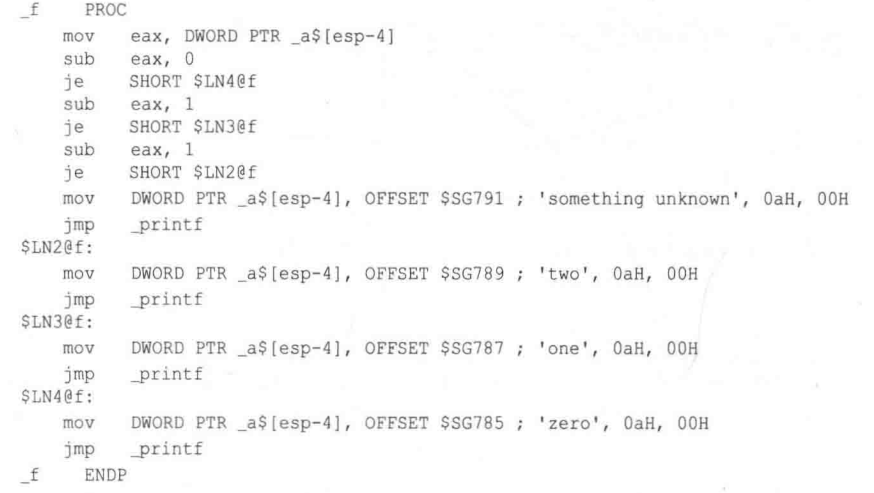 _f PROC
mov eax, DWORD PTR _a$[esp-4]
sub eax, 0
je SHORT $LN4@f
sub eax, 1
je SHORT $LN3@f
sub eax, 1
je SHORT $LN2@f
mov DWORD PTR _a$[esp-4], OFFSET $SG791 ; 'something unknown', 0aH, 00H
jmp _printf
$LN2@f:
mov DWORD PTR _a$[esp-4], OFFSET $SG789 ; 'two', 0aH, 00H
jmp _printf
$LN3@f:
mov DWORD PTR _a$[esp-4], OFFSET $SG787 ; 'one', 0aH, 00H
jmp _printf
$LN4@f:
mov DWORD PTR _a$[esp-4], OFFSET $SG785 ; 'zero', 0aH, 00H
jmp _printf
_f ENDP